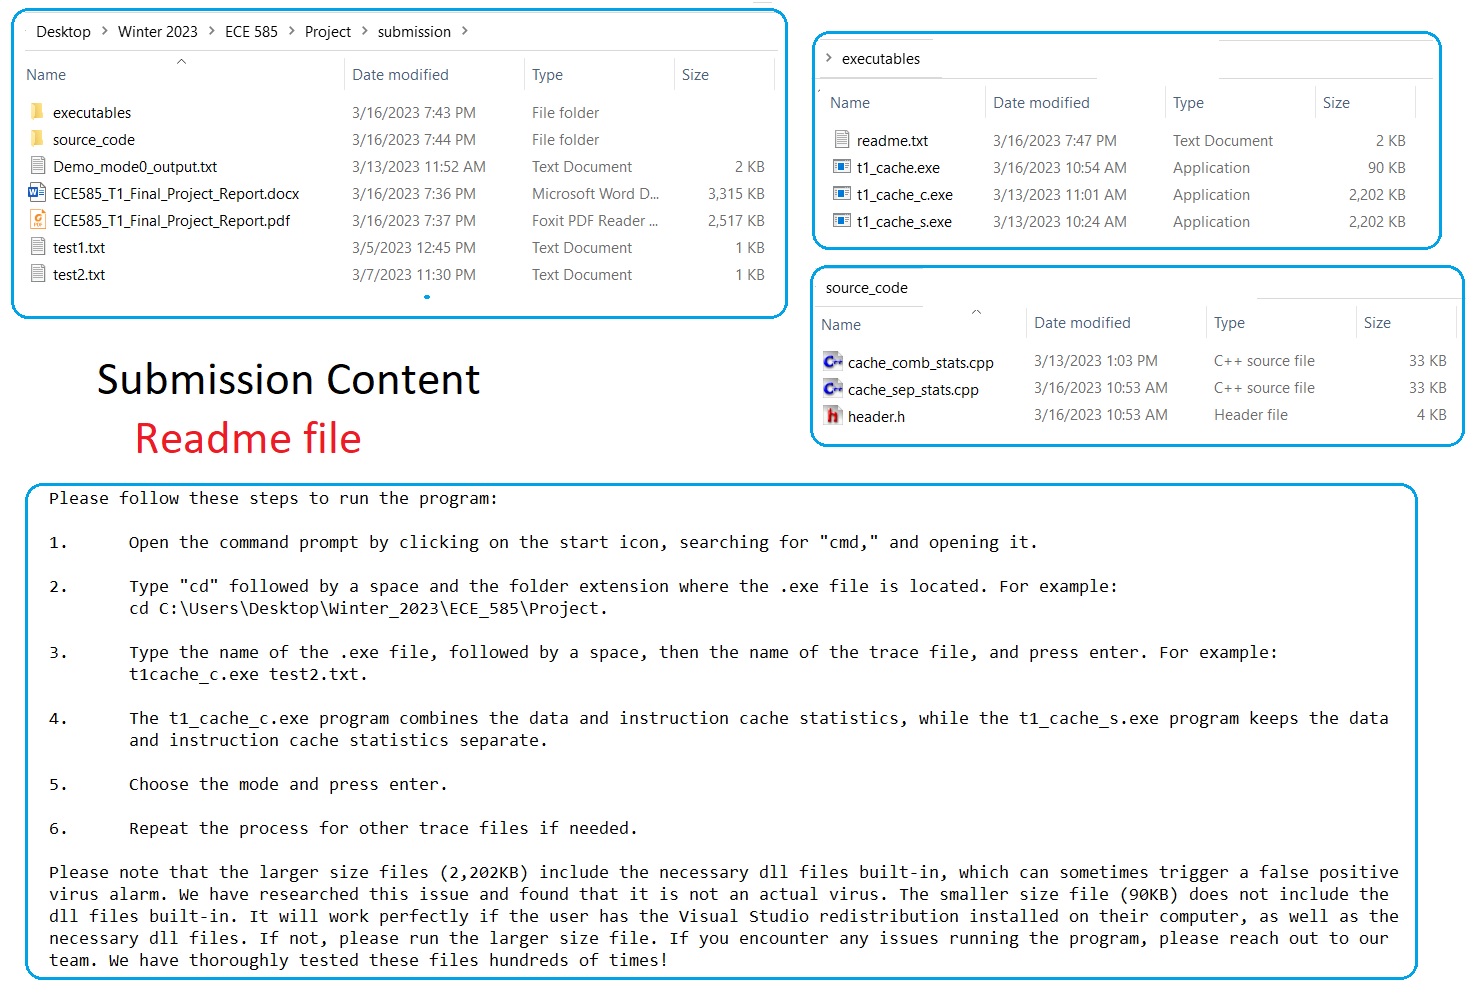 Desktop > Winter 2023 > ECE 585 > Project > submission >
Name Date modified Type Size
executables 3/16/2023 7:43 PM File folder
source_code 3/16/2023 7:44 PM File folder
Demo_mode0_output.txt 3/13/2023 11:52 AM Text Document 2 KB
ECE585_T1_Final_Project_Report.docx 3/16/2023 7:36 PM Microsoft Word D... 3,315 KB
ECE585_T1_Final_Project_Report.pdf 3/16/2023 7:37 PM Foxit PDF Reader ... 2,517 KB
test1.txt 3/5/2023 12:45 PM Text Document 1 KB
test2.txt 3/7/2023 11:30 PM Text Document 1 KB
> executables
Name Date modified Type Size
readme.txt 3/16/2023 7:47 PM Text Document 2 KB
t1_cache.exe 3/16/2023 10:54 AM Application 90 KB
t1_cache_c.exe 3/13/2023 11:01 AM Application 2,202 KB
t1_cache_s.exe 3/13/2023 10:24 AM Application 2,202 KB
source_code
Name Date modified Type Size
cache_comb_stats.cpp 3/13/2023 1:03 PM C++ source file 33 KB
cache_sep_stats.cpp 3/16/2023 10:53 AM C++ source file 33 KB
header.h 3/16/2023 10:53 AM Header file 4 KB
Submission Content
Readme file
Please follow these steps to run the program:
1. Open the command prompt by clicking on the start icon, searching for "cmd," and opening it.
2. Type "cd" followed by a space and the folder extension where the .exe file is located. For example:
cd C:\Users\Desktop\Winter_2023\ECE_585\Project.
3. Type the name of the .exe file, followed by a space, then the name of the trace file, and press enter. For example:
t1cache_c.exe test2.txt.
4. The t1_cache_c.exe program combines the data and instruction cache statistics, while the t1_cache_s.exe program keeps the data
and instruction cache statistics separate.
5. Choose the mode and press enter.
6. Repeat the process for other trace files if needed.
Please note that the larger size files (2,202KB) include the necessary dll files built-in, which can sometimes trigger a false positive
virus alarm. We have researched this issue and found that it is not an actual virus. The smaller size file (90KB) does not include the
dll files built-in. It will work perfectly if the user has the Visual Studio redistribution installed on their computer, as well as the
necessary dll files. If not, please run the larger size file. If you encounter any issues running the program, please reach out to our
team. We have thoroughly tested these files hundreds of times!